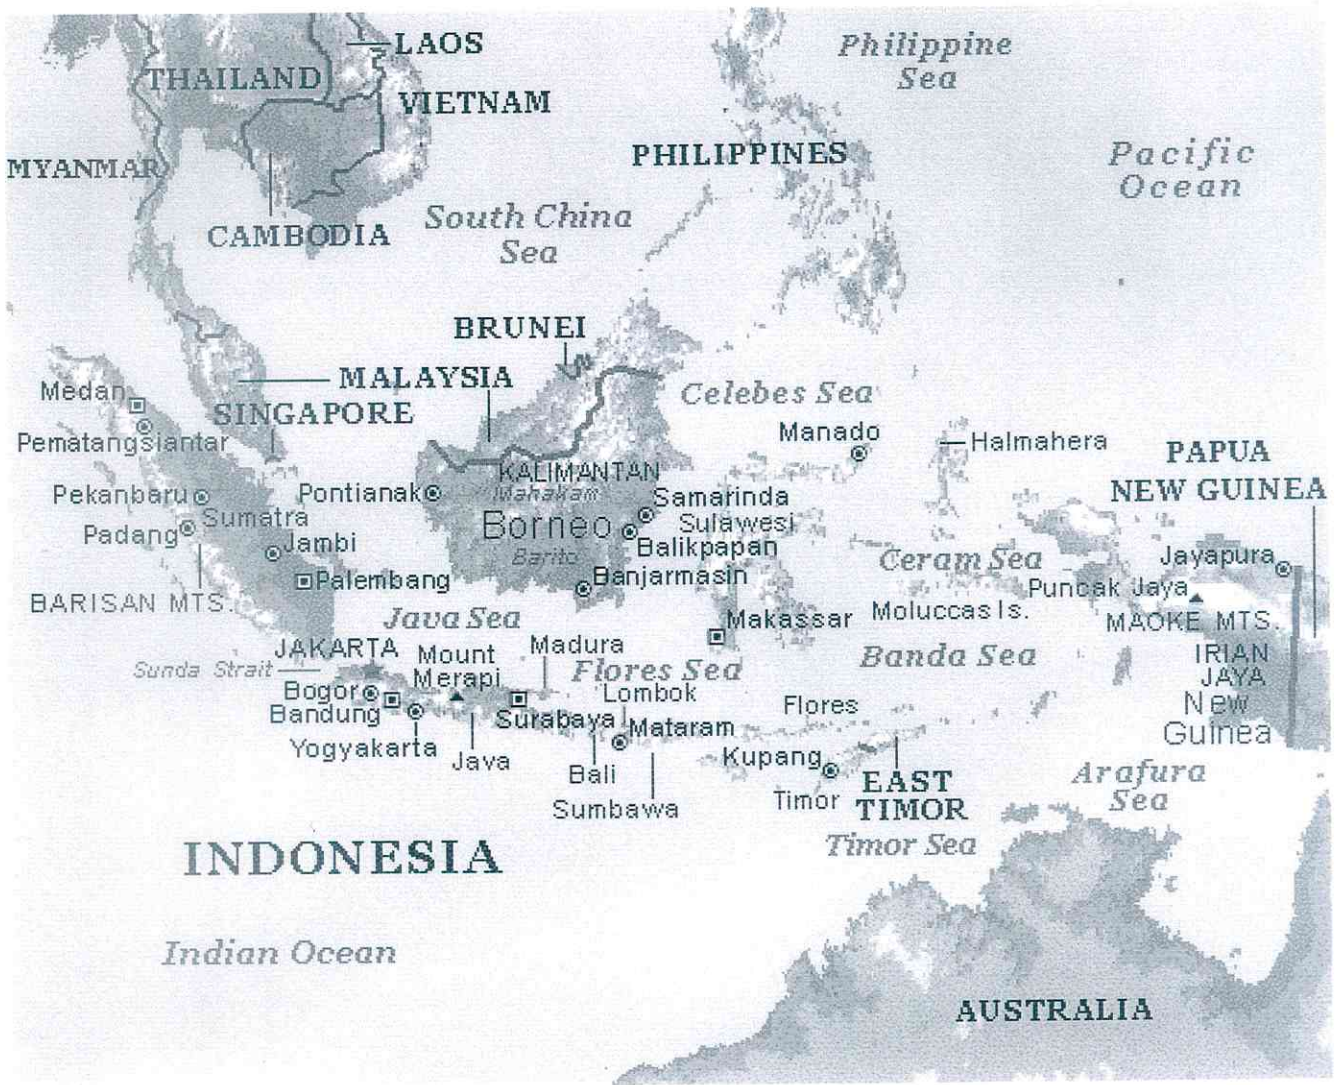 LAOS
Philippine
Sea
THAILAND
VIETNAM
PHILIPPINES
Pacific
Ocean
MYANMAR
South China
Sea
CAMBODIA
BRUNEI
MALAYSIA
Medan
SINGAPORE
Celebes Sea
Manado
Halmahera
Pematangsiantar
PAPUA
NEW GUINEA
KALIMANTAN
Mahakam
Pekanbaru
Pontianak
Samarinda
Sumatra
Borneo
Sulawesi
Padang
Jambi
Balikpapan
Barito
Ceram Sea
Jayapura
Palembang
Banjarmasin
Puncak Jaya
BARISAN MTS.
Java Sea
Makassar
Moluccas Is.
MAOKE MTS.
JAKARTA
Mount
Merapi
Madura
Banda Sea
IRIAN
JAYA
Sunda Strait
Flores Sea
Bogor
Lombok
Flores
New
Guinea
Bandung
Surabaya
Mataram
Yogyakarta
Java
Kupang
Bali
EAST
TIMOR
Arafura
Sea
Sumbawa
Timor
Timor Sea
INDONESIA
Indian Ocean
AUSTRALIA